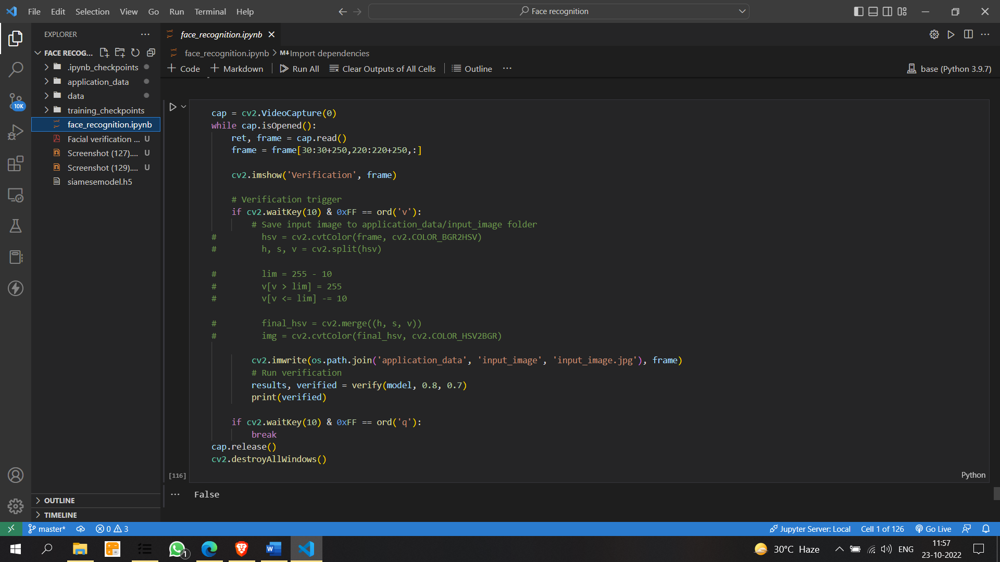 File Edit Selection View Go Run Terminal Help
Face recognition
EXPLORER
FACE RECOG...
.ipynb_checkpoints
application_data
data
training_checkpoints
face_recognition.ipynb
Facial verification ... U
Screenshot (127).... U
Screenshot (129).... U
siamesemodel.h5
OUTLINE
TIMELINE
10K
face_recognition.ipynb
face_recognition.ipynb > M↓Import dependencies
+ Code + Markdown Run All Clear Outputs of All Cells Outline ...
base (Python 3.9.7)
cap = cv2.VideoCapture(0)
while cap.isOpened():
    ret, frame = cap.read()
    frame = frame[30:30+250,220:220+250,:]
    cv2.imshow('Verification', frame)
    # Verification trigger
    if cv2.waitKey(10) & 0xFF == ord('v'):
        # Save input image to application_data/input_image folder
#         hsv = cv2.cvtColor(frame, cv2.COLOR_BGR2HSV)
#         h, s, v = cv2.split(hsv)
#         lim = 255 - 10
#         v[v > lim] = 255
#         v[v <= lim] -= 10
#         final_hsv = cv2.merge((h, s, v))
#         img = cv2.cvtColor(final_hsv, cv2.COLOR_HSV2BGR)
        cv2.imwrite(os.path.join('application_data', 'input_image', 'input_image.jpg'), frame)
        # Run verification
        results, verified = verify(model, 0.8, 0.7)
        print(verified)
    if cv2.waitKey(10) & 0xFF == ord('q'):
        break
cap.release()
cv2.destroyAllWindows()
[116]
Python
... False
master* 0 3
Jupyter Server: Local Cell 1 of 126 Go Live
1
30°C Haze
ENG
11:57
23-10-2022